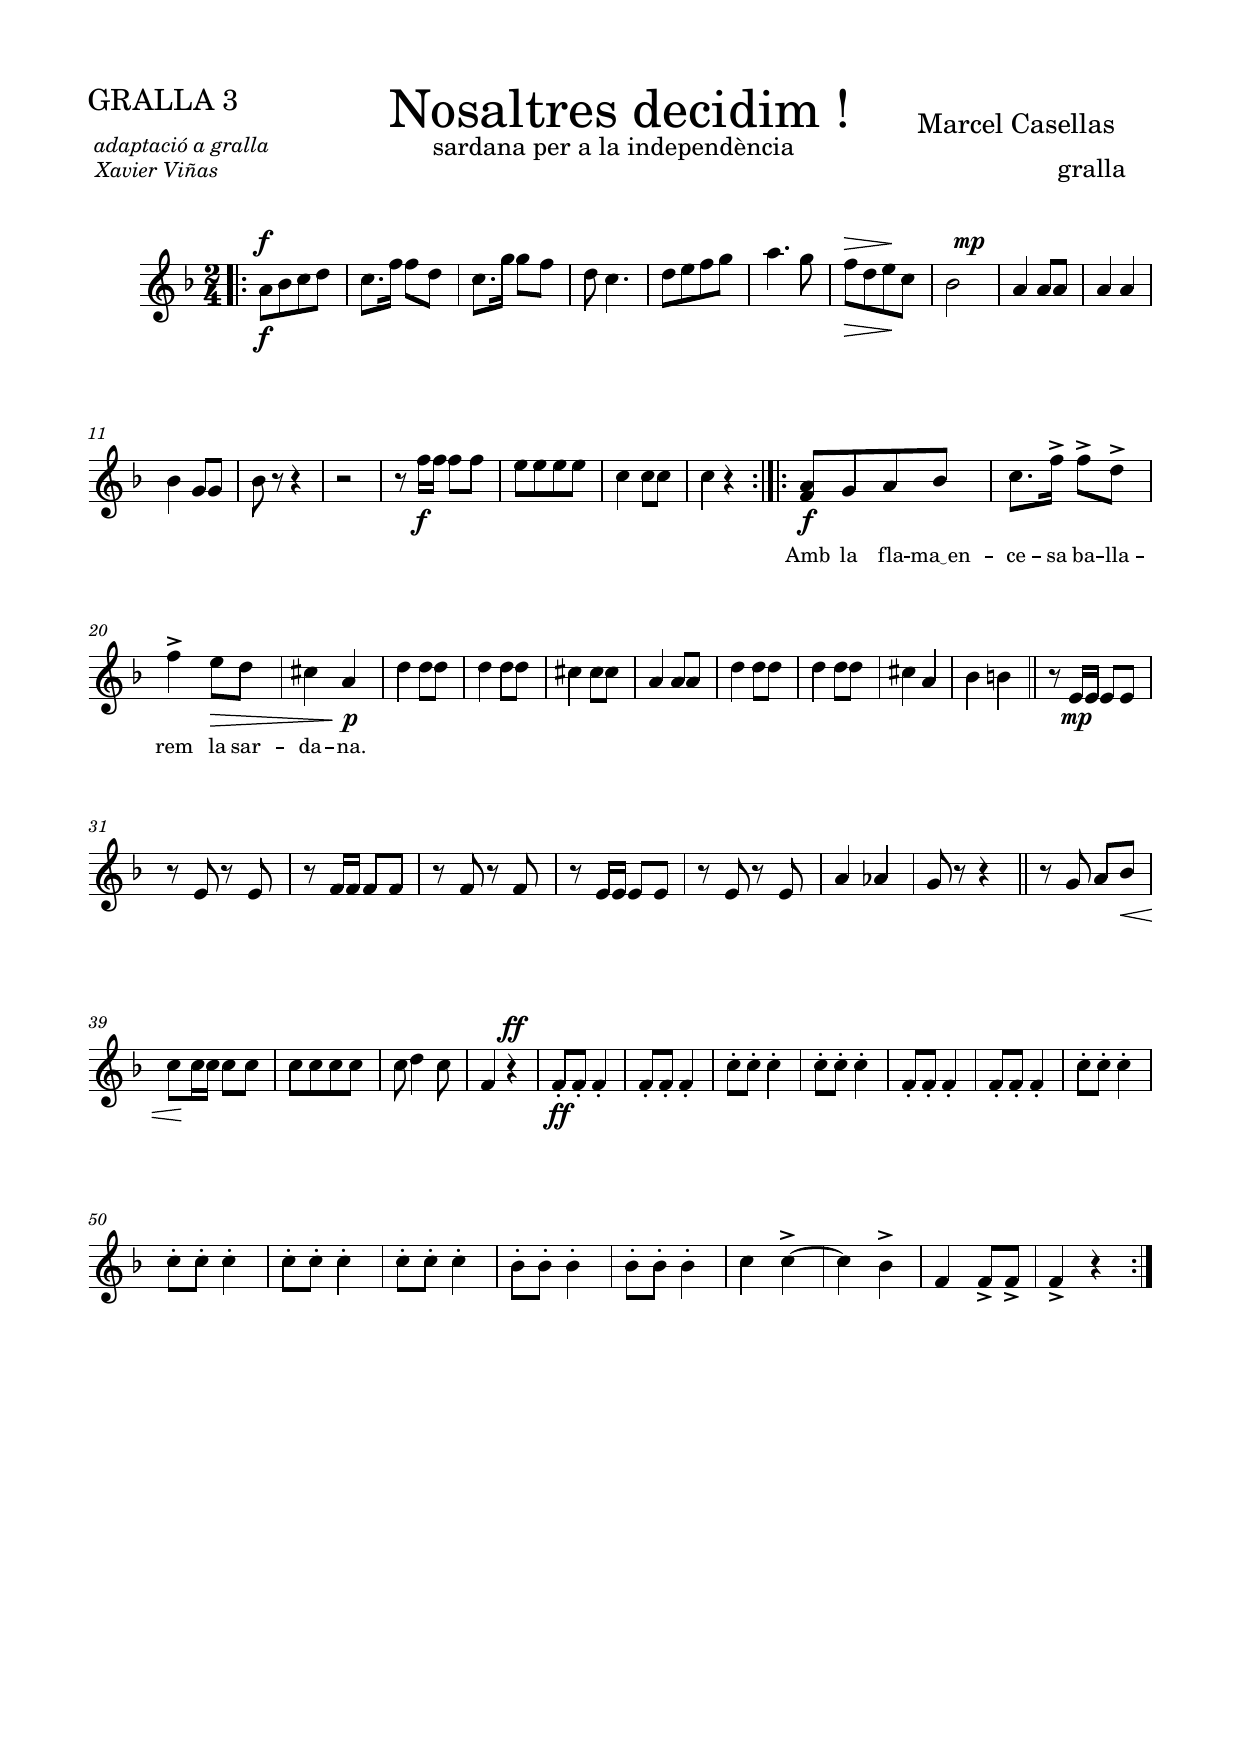 GRALLA 3
Nosaltres decidim !
Marcel Casellas
adaptació a gralla
sardana per a la independència
Xavier Viñas
gralla
f
mp
2
4
f
11
f
f
Amb la fla-ma‿en - ce - sa ba-lla -
20
p
mp
rem la sar - da-na.
31
39
ff
ff
50